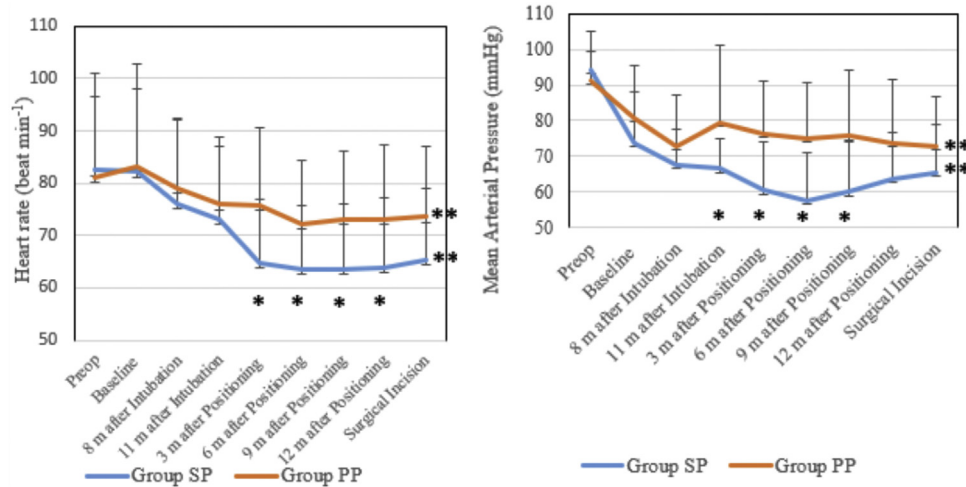 110
100
90
80
70
60
50
Heart rate (beat min-1)
**
**
* * * *
Preop
Baseline
8 m after Intubation
11 m after Intubation
3 m after Positioning
6 m after Positioning
9 m after Positioning
12 m after Positioning
Surgical Incision
Group SP Group PP
110
100
90
80
70
60
50
Mean Arterial Pressure (mmHg)
**
**
* * * *
Preop
Baseline
8 m after Intubation
11 m after Intubation
3 m after Positioning
6 m after Positioning
9 m after Positioning
12 m after Positioning
Surgical Incision
Group SP Group PP